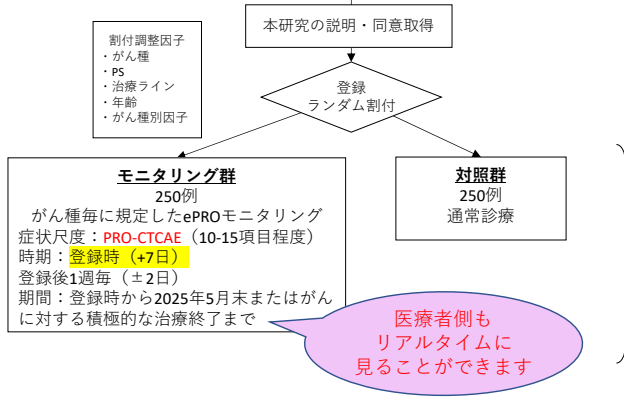 本研究の説明・同意取得
割付調整因子
・がん種
・PS
・治療ライン
・年齢
・がん種別因子
登録
ランダム割付
モニタリング群
250例
がん種毎に規定したePROモニタリング
症状尺度：PRO-CTCAE（10-15項目程度）
時期：登録時（+7日）
登録後1週毎（±2日）
期間：登録時から2025年5月末またはがん
に対する積極的な治療終了まで
対照群
250例
通常診療
医療者側も
リアルタイムに
見ることができます